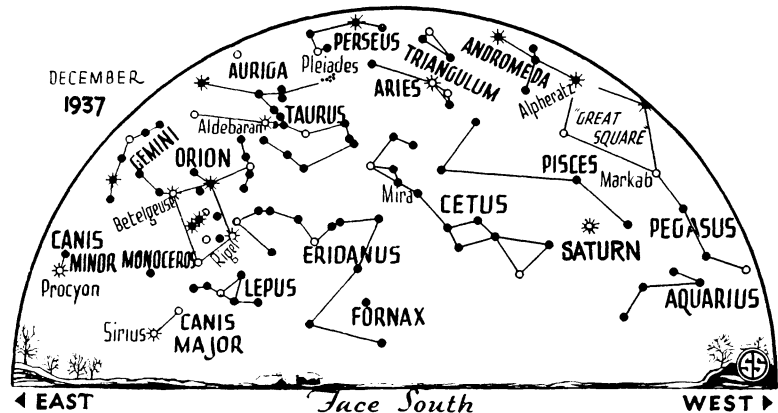 DECEMBER
1937
PERSEUS
Pleiades
TRIANGULUM
ANDROMEDA
AURIGA
ARIES
Alpheratz
"GREAT
SQUARE"
TAURUS
Aldebaran
GEMINI
ORION
PISCES
Markab
Mira
Betelgeuse
CETUS
PEGASUS
CANIS
MINOR
MONOCEROS
Rigel
ERIDANUS
SATURN
Procyon
LEPUS
AQUARIUS
FORNAX
Sirius
CANIS
MAJOR
EAST
Face South
WEST